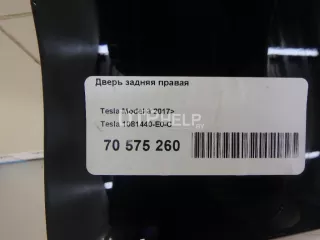 Дверь задняя правая
Tesla Model 3 2017>
Tesla 1081440-E0-C
70 575 260